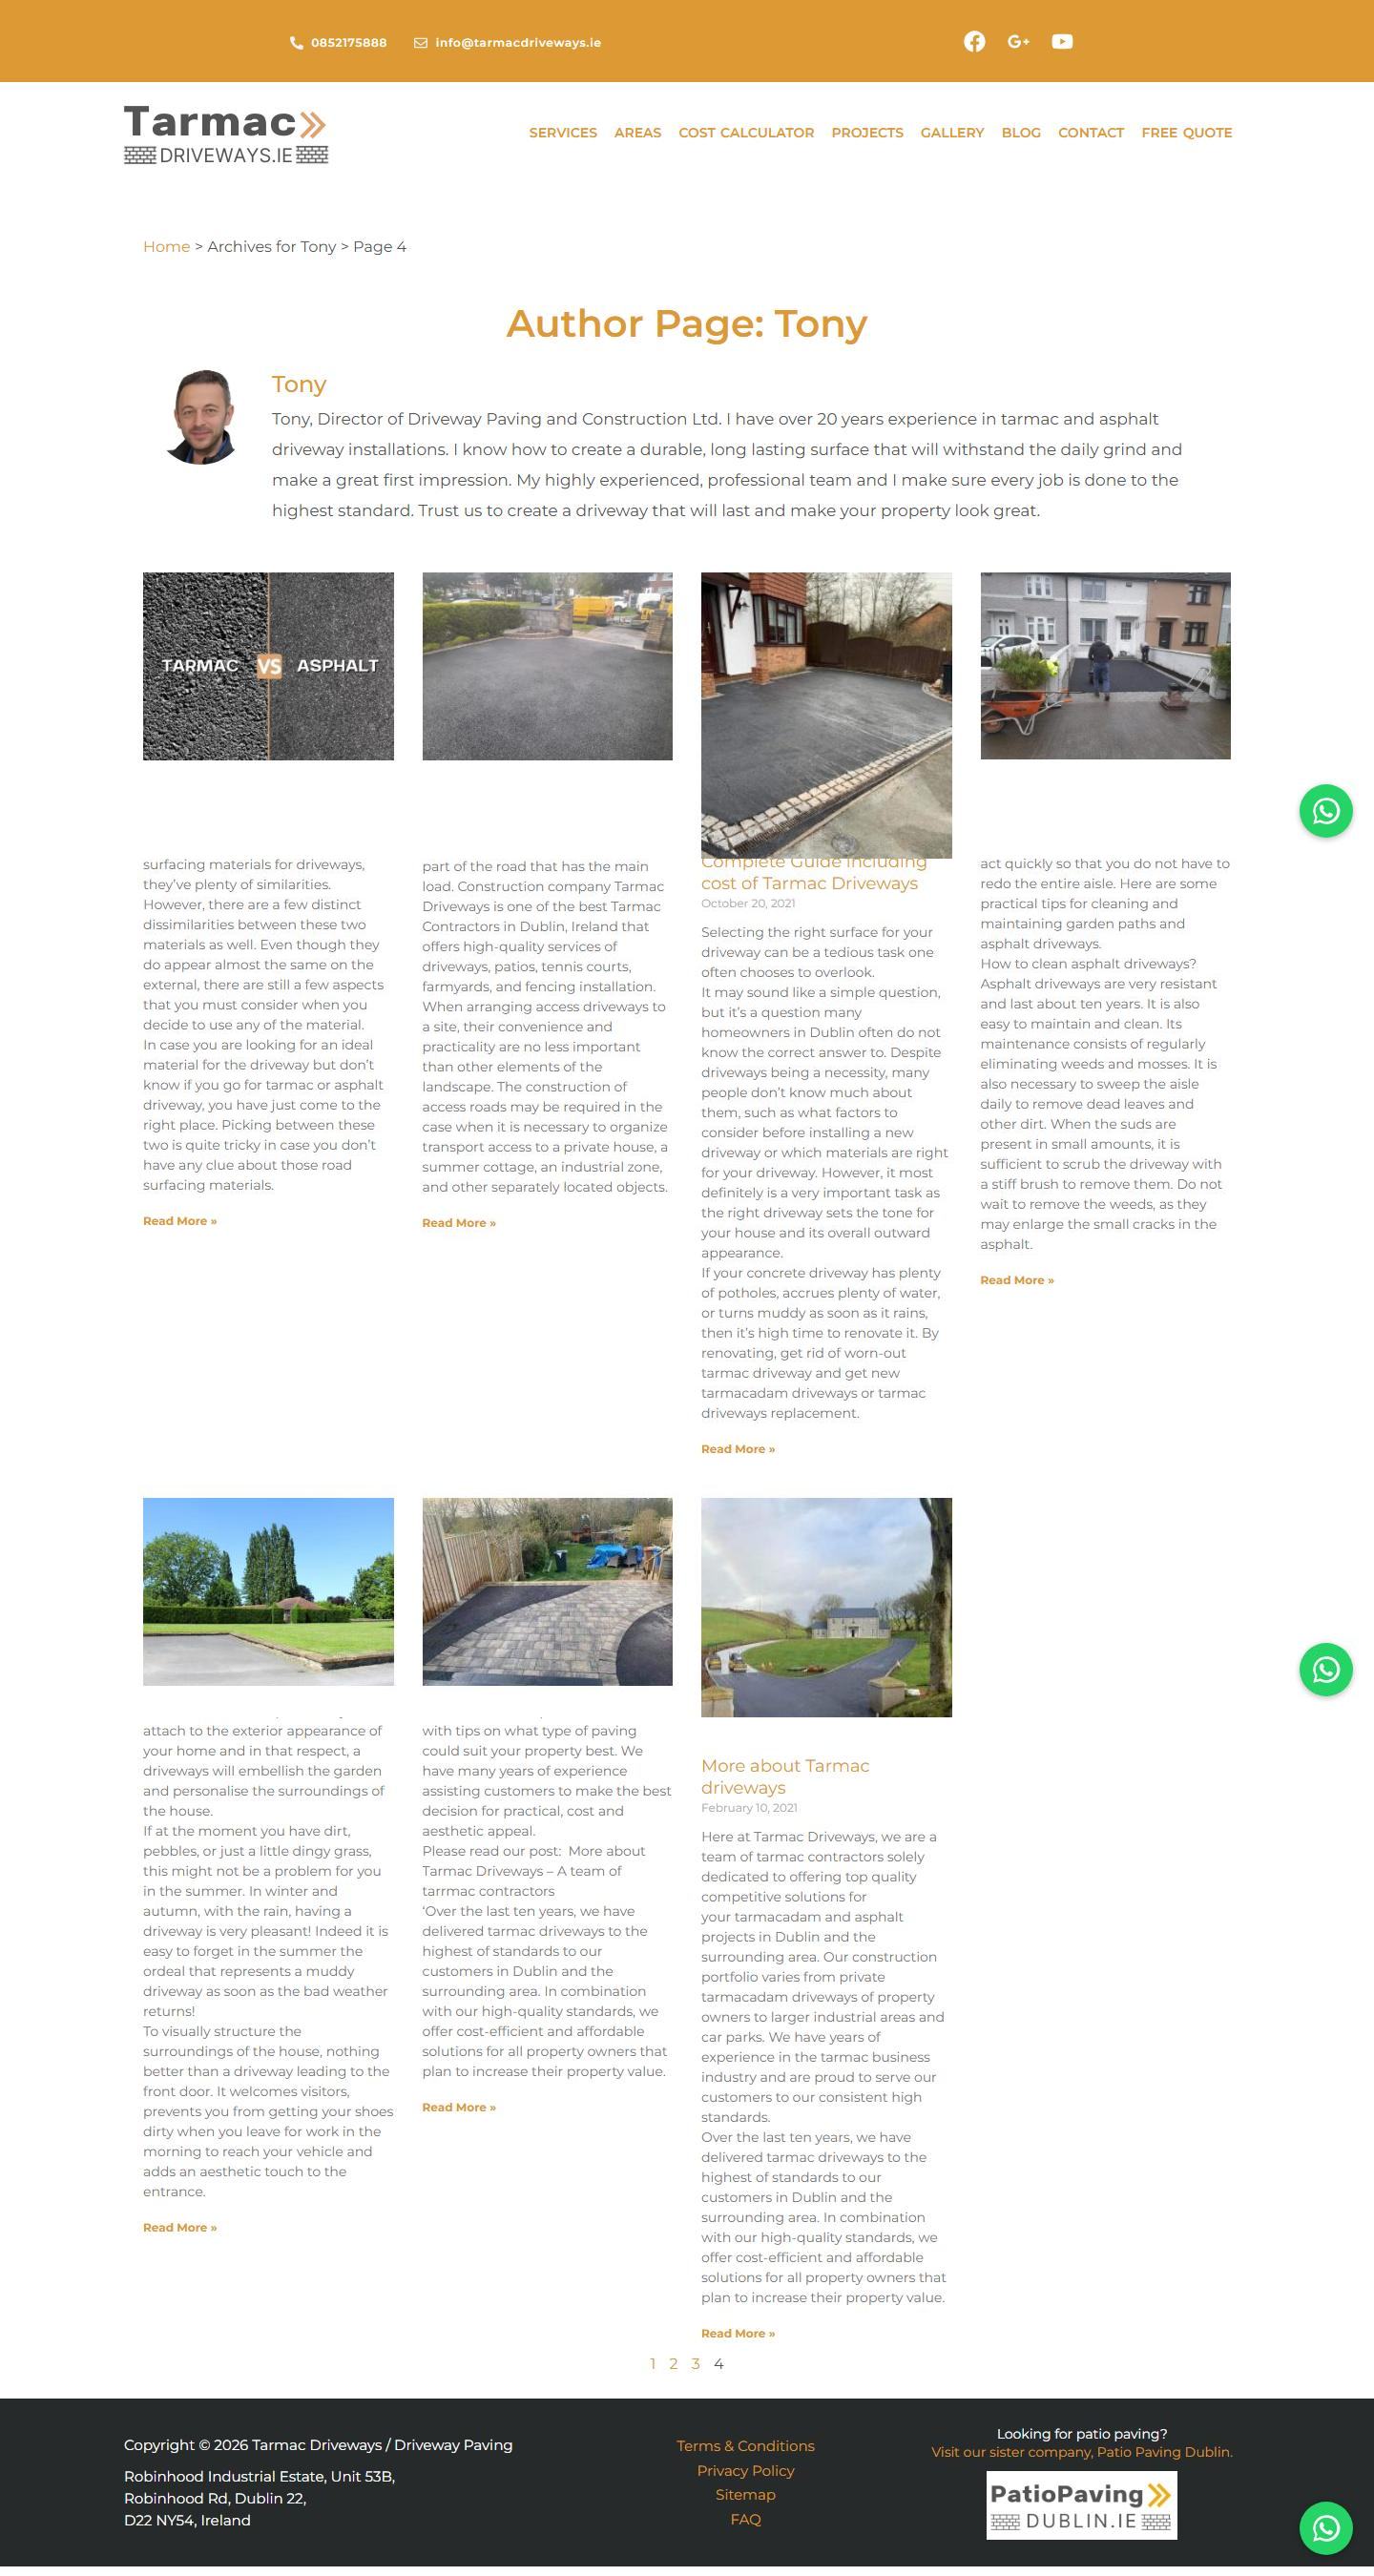 0852175888
info@tarmacdriveways.ie
Tarmac
DRIVEWAYS.IE
SERVICES AREAS COST CALCULATOR PROJECTS GALLERY BLOG CONTACT FREE QUOTE
Home > Archives for Tony > Page 4
Author Page: Tony
Tony
Tony, Director of Driveway Paving and Construction Ltd. I have over 20 years experience in tarmac and asphalt
driveway installations. I know how to create a durable, long lasting surface that will withstand the daily grind and
make a great first impression. My highly experienced, professional team and I make sure every job is done to the
highest standard. Trust us to create a driveway that will last and make your property look great.
TARMAC VS ASPHALT
surfacing materials for driveways,
they’ve plenty of similarities.
However, there are a few distinct
dissimilarities between these two
materials as well. Even though they
do appear almost the same on the
external, there are still a few aspects
that you must consider when you
decide to use any of the material.
In case you are looking for an ideal
material for the driveway but don’t
know if you go for tarmac or asphalt
driveway, you have just come to the
right place. Picking between these
two is quite tricky in case you don’t
have any clue about those road
surfacing materials.
Read More »
part of the road that has the main
load. Construction company Tarmac
Driveways is one of the best Tarmac
Contractors in Dublin, Ireland that
offers high-quality services of
driveways, patios, tennis courts,
farmyards, and fencing installation.
When arranging access driveways to
a site, their convenience and
practicality are no less important
than other elements of the
landscape. The construction of
access roads may be required in the
case when it is necessary to organize
transport access to a private house, a
summer cottage, an industrial zone,
and other separately located objects.
Read More »
Complete Guide including
cost of Tarmac Driveways
October 20, 2021
Selecting the right surface for your
driveway can be a tedious task one
often chooses to overlook.
It may sound like a simple question,
but it’s a question many
homeowners in Dublin often do not
know the correct answer to. Despite
driveways being a necessity, many
people don’t know much about
them, such as what factors to
consider before installing a new
driveway or which materials are right
for your driveway. However, it most
definitely is a very important task as
the right driveway sets the tone for
your house and its overall outward
appearance.
If your concrete driveway has plenty
of potholes, accrues plenty of water,
or turns muddy as soon as it rains,
then it’s high time to renovate it. By
renovating, get rid of worn-out
tarmac driveway and get new
tarmacadam driveways or tarmac
driveways replacement.
Read More »
act quickly so that you do not have to
redo the entire aisle. Here are some
practical tips for cleaning and
maintaining garden paths and
asphalt driveways.
How to clean asphalt driveways?
Asphalt driveways are very resistant
and last about ten years. It is also
easy to maintain and clean. Its
maintenance consists of regularly
eliminating weeds and mosses. It is
also necessary to sweep the aisle
daily to remove dead leaves and
other dirt. When the suds are
present in small amounts, it is
sufficient to scrub the driveway with
a stiff brush to remove them. Do not
wait to remove the weeds, as they
may enlarge the small cracks in the
asphalt.
Read More »
attach to the exterior appearance of
your home and in that respect, a
driveways will embellish the garden
and personalise the surroundings of
the house.
If at the moment you have dirt,
pebbles, or just a little dingy grass,
this might not be a problem for you
in the summer. In winter and
autumn, with the rain, having a
driveway is very pleasant! Indeed it is
easy to forget in the summer the
ordeal that represents a muddy
driveway as soon as the bad weather
returns!
To visually structure the
surroundings of the house, nothing
better than a driveway leading to the
front door. It welcomes visitors,
prevents you from getting your shoes
dirty when you leave for work in the
morning to reach your vehicle and
adds an aesthetic touch to the
entrance.
Read More »
with tips on what type of paving
could suit your property best. We
have many years of experience
assisting customers to make the best
decision for practical, cost and
aesthetic appeal.
Please read our post:  More about
Tarmac Driveways – A team of
tarrmac contractors
‘Over the last ten years, we have
delivered tarmac driveways to the
highest of standards to our
customers in Dublin and the
surrounding area. In combination
with our high-quality standards, we
offer cost-efficient and affordable
solutions for all property owners that
plan to increase their property value.
Read More »
More about Tarmac
driveways
February 10, 2021
Here at Tarmac Driveways, we are a
team of tarmac contractors solely
dedicated to offering top quality
competitive solutions for
your tarmacadam and asphalt
projects in Dublin and the
surrounding area. Our construction
portfolio varies from private
tarmacadam driveways of property
owners to larger industrial areas and
car parks. We have years of
experience in the tarmac business
industry and are proud to serve our
customers to our consistent high
standards.
Over the last ten years, we have
delivered tarmac driveways to the
highest of standards to our
customers in Dublin and the
surrounding area. In combination
with our high-quality standards, we
offer cost-efficient and affordable
solutions for all property owners that
plan to increase their property value.
Read More »
1 2 3 4
Copyright © 2026 Tarmac Driveways / Driveway Paving
Robinhood Industrial Estate, Unit 53B,
Robinhood Rd, Dublin 22,
D22 NY54, Ireland
Terms & Conditions
Privacy Policy
Sitemap
FAQ
Looking for patio paving?
Visit our sister company, Patio Paving Dublin.
PatioPaving
DUBLIN.IE